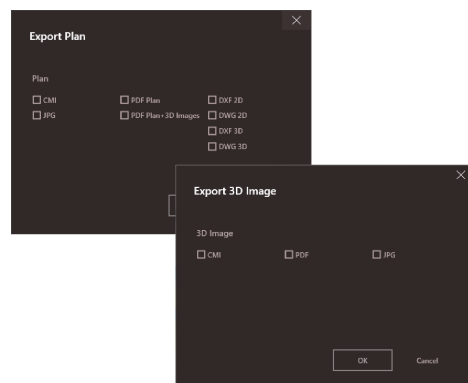 Export Plan
Plan
CMI PDF Plan DXF 2D
JPG PDF Plan+3D Images DWG 2D
DXF 3D
DWG 3D
Export 3D Image
3D Image
CMI PDF JPG
OK Cancel